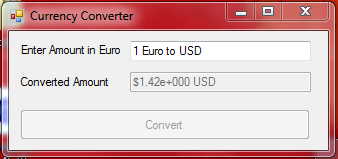 Currency Converter
Enter Amount in Euro 1 Euro to USD
Converted Amount $1.42e+000 USD
Convert